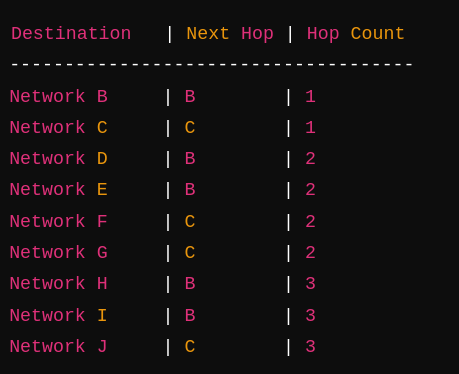 Destination   | Next Hop | Hop Count
-------------------------------------
Network B     | B        | 1
Network C     | C        | 1
Network D     | B        | 2
Network E     | B        | 2
Network F     | C        | 2
Network G     | C        | 2
Network H     | B        | 3
Network I     | B        | 3
Network J     | C        | 3